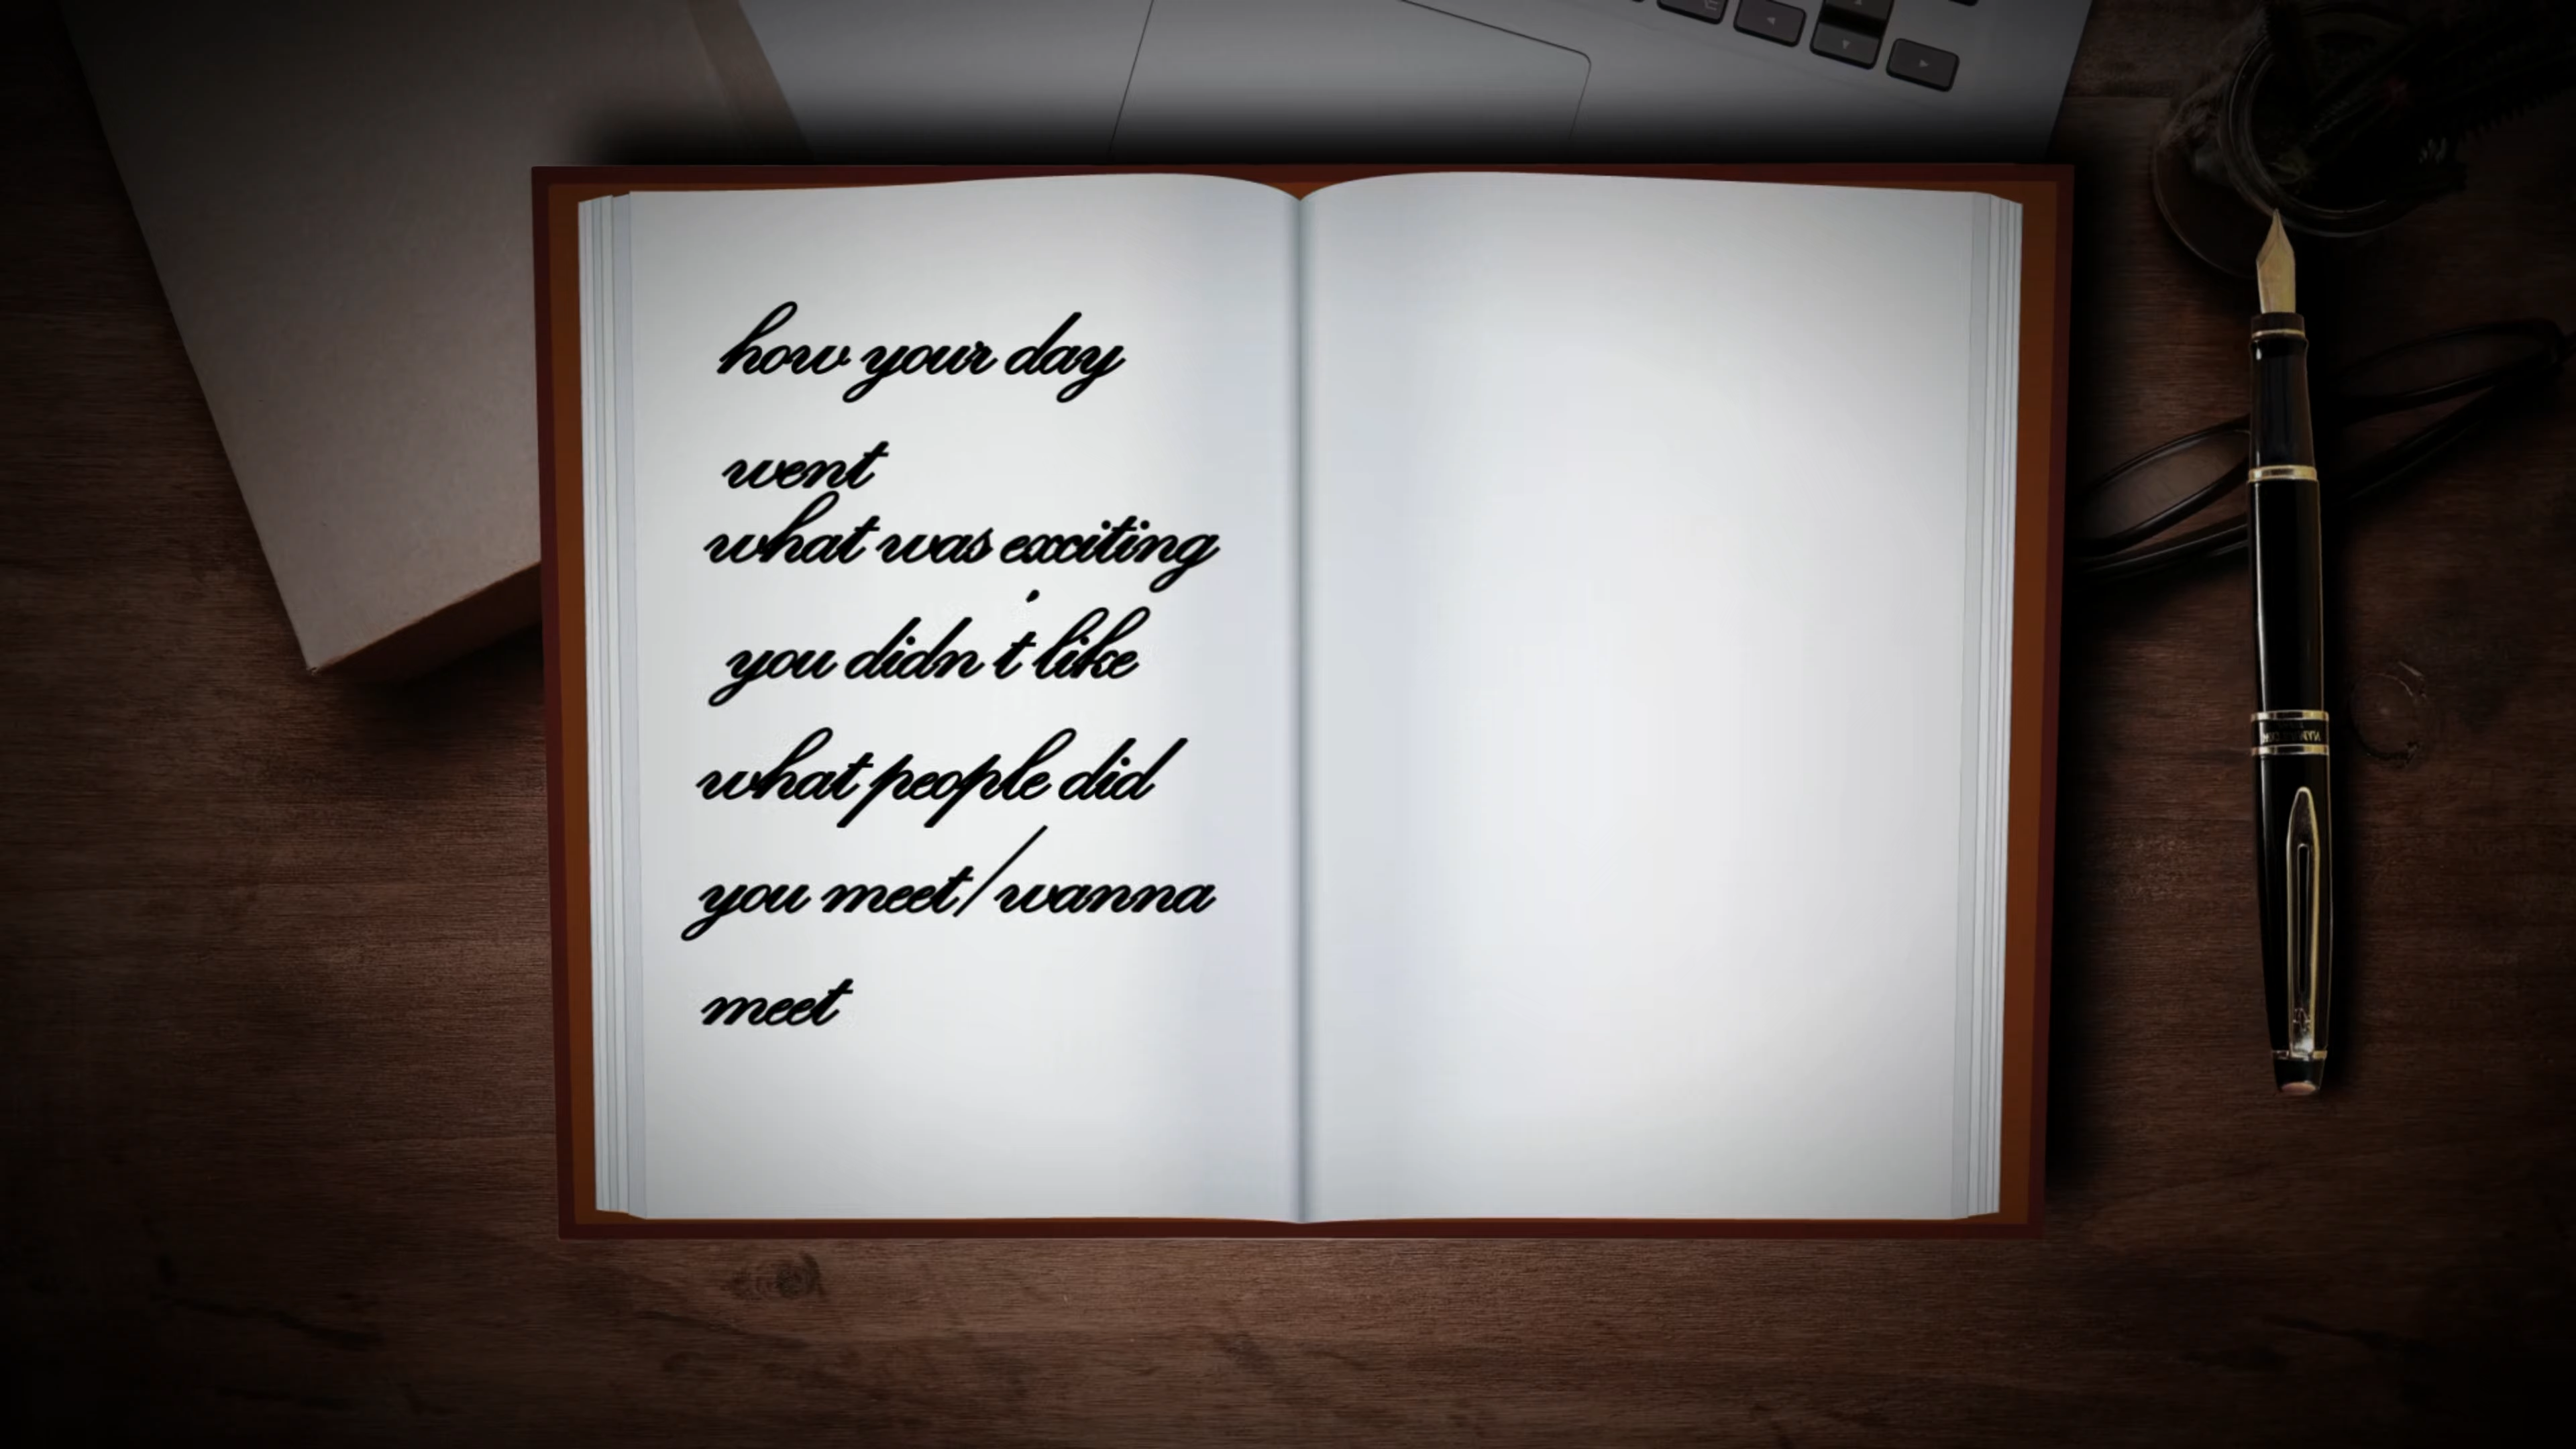 how your day
went
what was exciting
you didn't like
what people did
you meet/wanna
meet